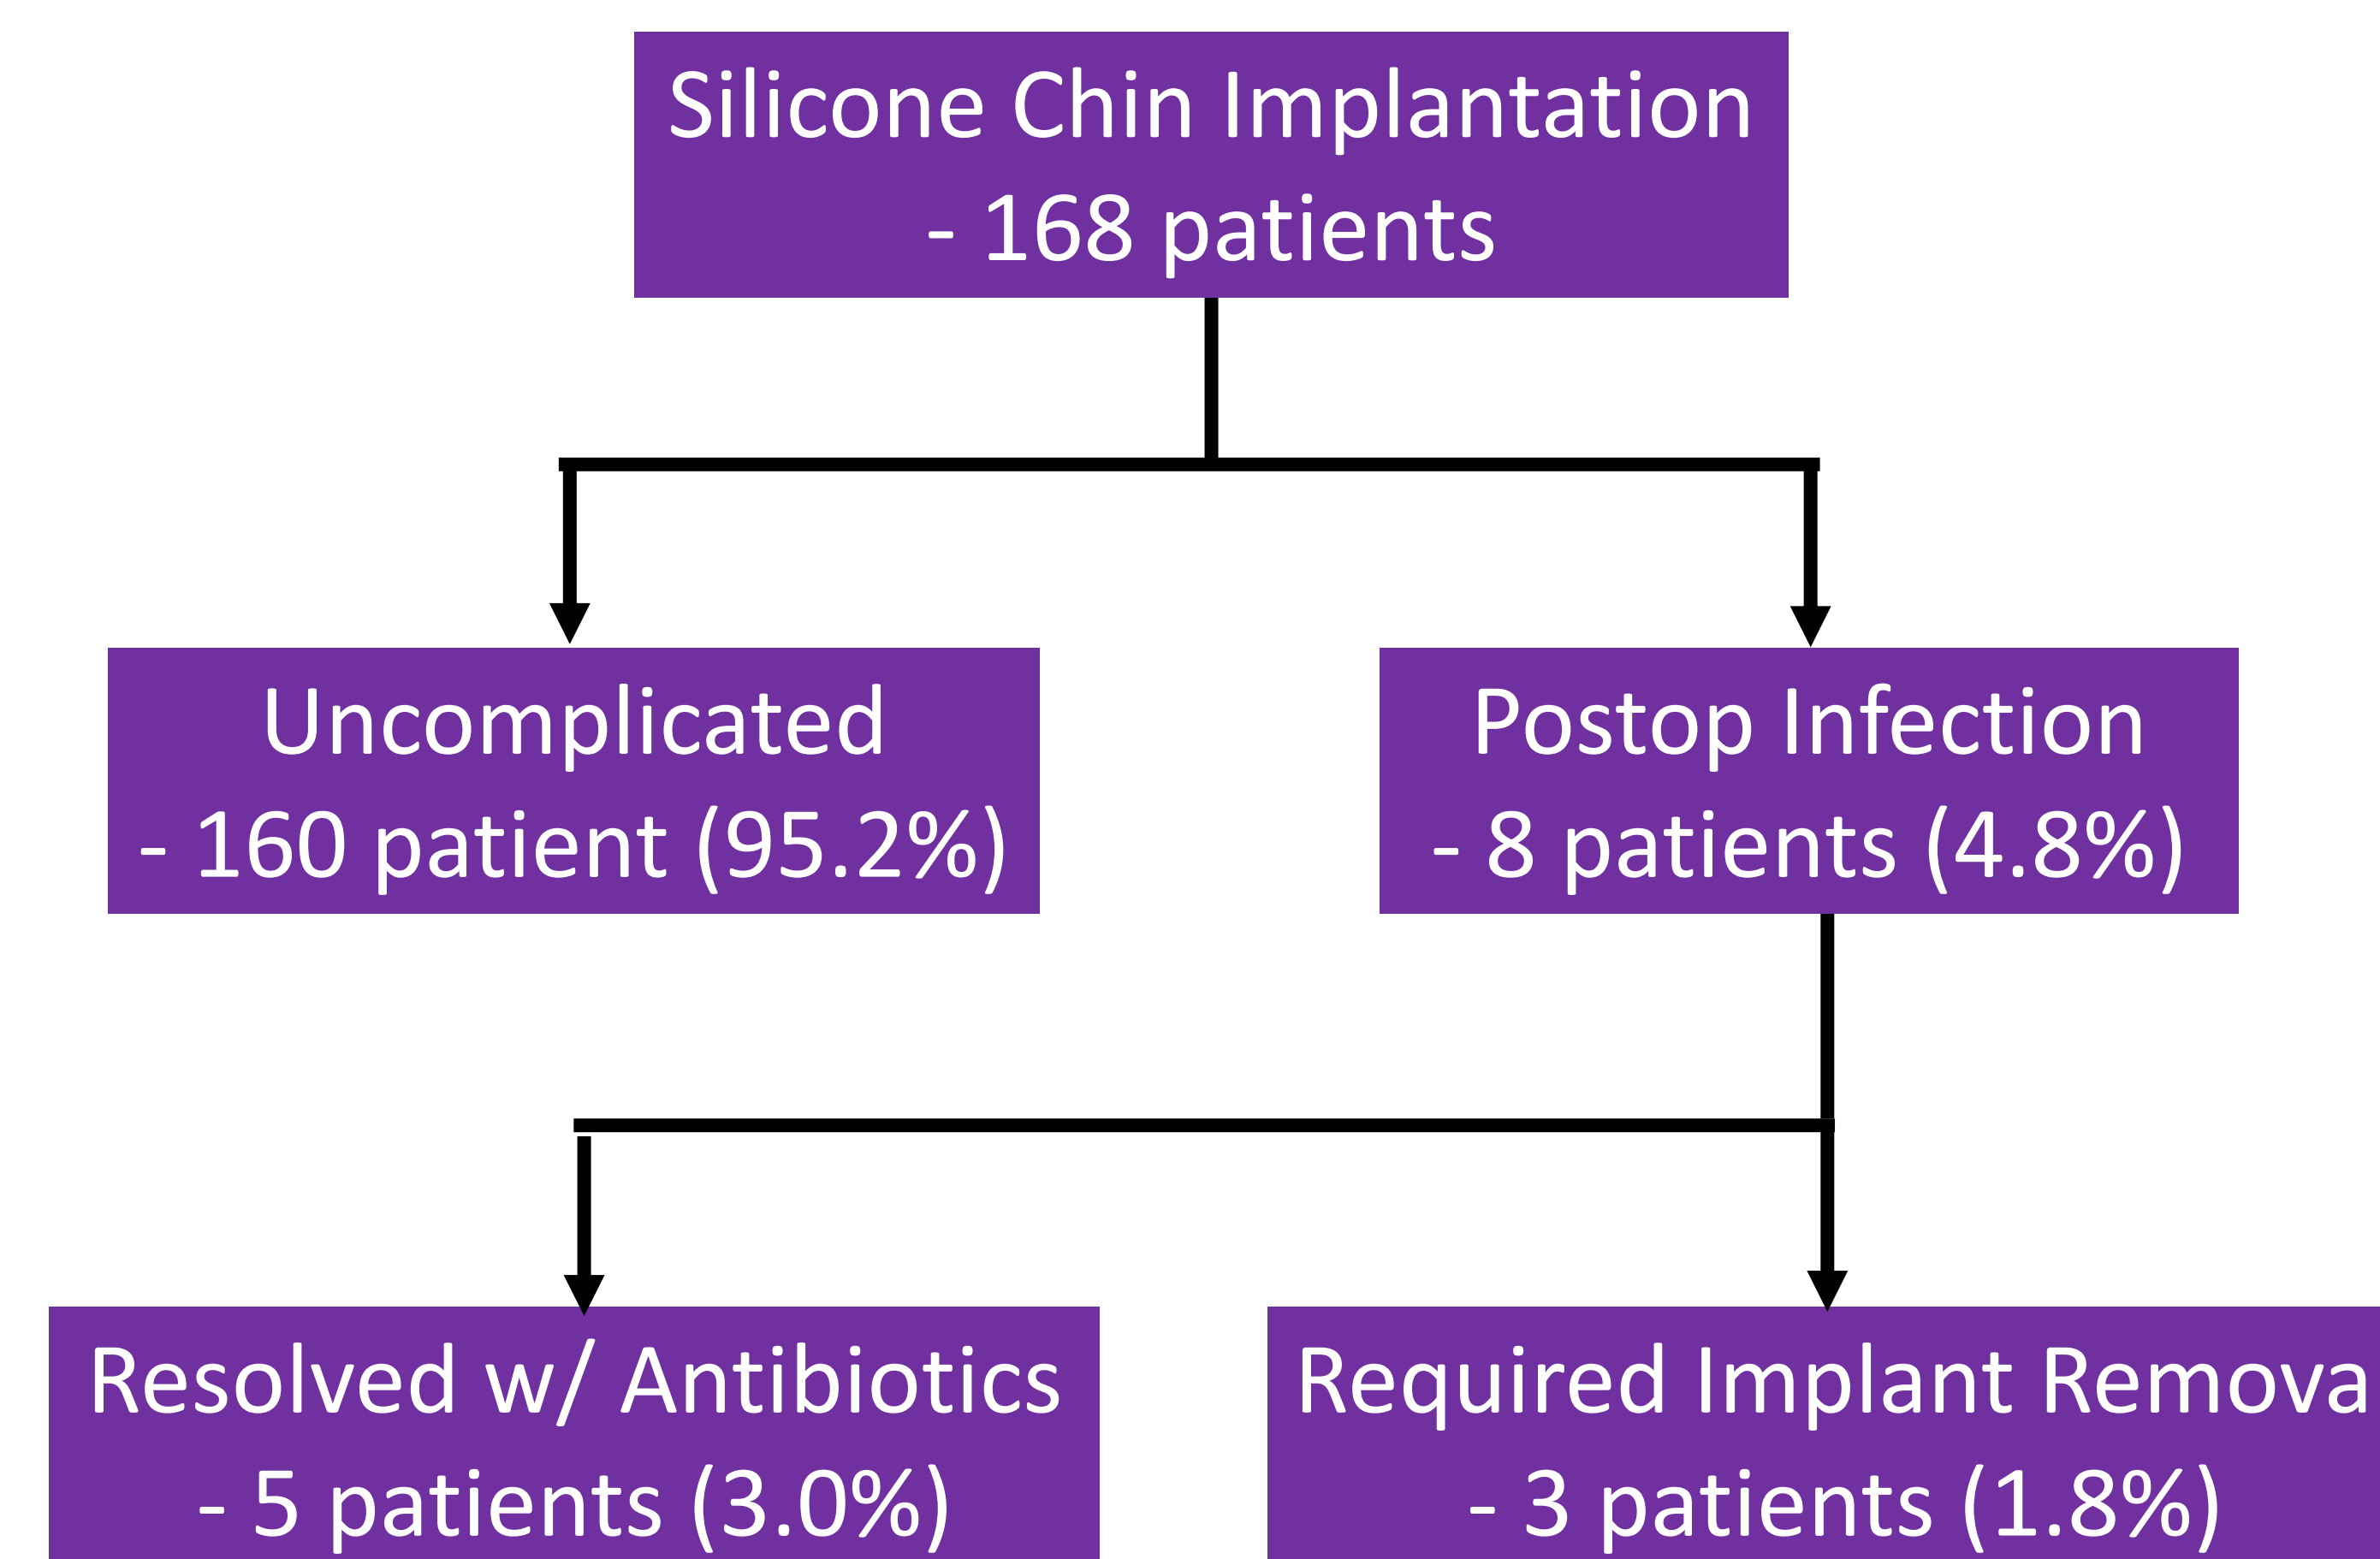 Silicone Chin Implantation
- 168 patients
Uncomplicated
- 160 patient (95.2%)
Postop Infection
- 8 patients (4.8%)
Resolved w/ Antibiotics
- 5 patients (3.0%)
Required Implant Remova
- 3 patients (1.8%)